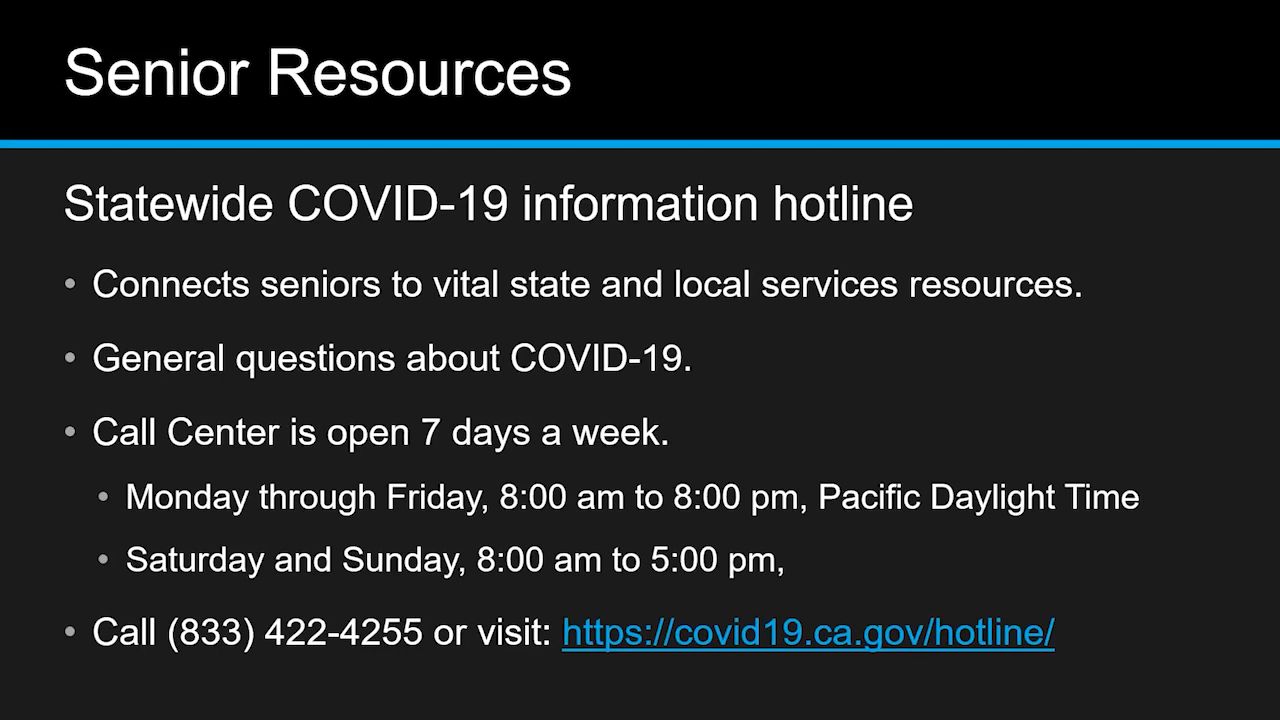 Senior Resources
Statewide COVID-19 information hotline
• Connects seniors to vital state and local services resources.
• General questions about COVID-19.
• Call Center is open 7 days a week.
• Monday through Friday, 8:00 am to 8:00 pm, Pacific Daylight Time
• Saturday and Sunday, 8:00 am to 5:00 pm,
• Call (833) 422-4255 or visit: https://covid19.ca.gov/hotline/